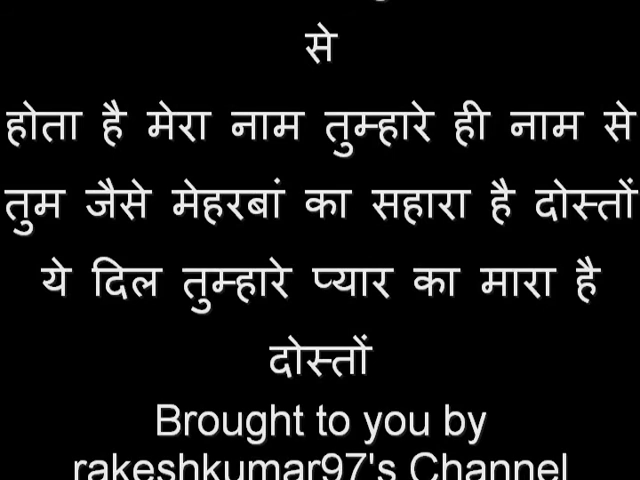 से
होता है मेरा नाम तुम्हारे ही नाम से
तुम जैसे मेहरबां का सहारा है दोस्तों
ये दिल तुम्हारे प्यार का मारा है
दोस्तों
Brought to you by
rakeshkumar97's Channel